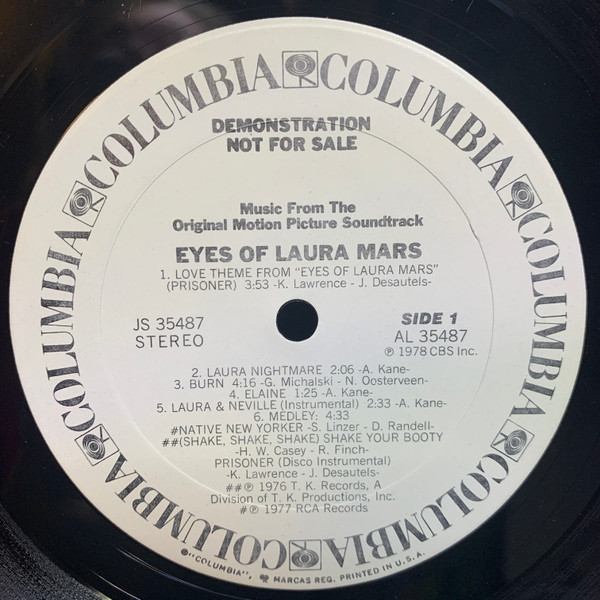 COLUMBIA COLUMBIA COLUMBIA COLUMBIA COLUMBIA COLUMBIA
DEMONSTRATION
NOT FOR SALE
Music From The
Original Motion Picture Soundtrack
EYES OF LAURA MARS
1. LOVE THEME FROM "EYES OF LAURA MARS"
(PRISONER) 3:53 -K. Lawrence - J. Desautels-
JS 35487
STEREO
SIDE 1
AL 35487
℗ 1978 CBS Inc.
2. LAURA NIGHTMARE 2:06 -A. Kane-
3. BURN 4:16 -G. Michalski - N. Oosterveen-
4. ELAINE 1:25 -A. Kane-
5. LAURA & NEVILLE (Instrumental) 2:33 -A. Kane-
6. MEDLEY: 4:33
#NATIVE NEW YORKER -S. Linzer - D. Randell-
##(SHAKE, SHAKE, SHAKE) SHAKE YOUR BOOTY
-H. W. Casey - R. Finch-
PRISONER (Disco Instrumental)
-K. Lawrence - J. Desautels-
##℗ 1976 T. K. Records, A
Division of T. K. Productions, Inc.
#℗ 1977 RCA Records
®"COLUMBIA", MARCAS REG. PRINTED IN U.S.A.